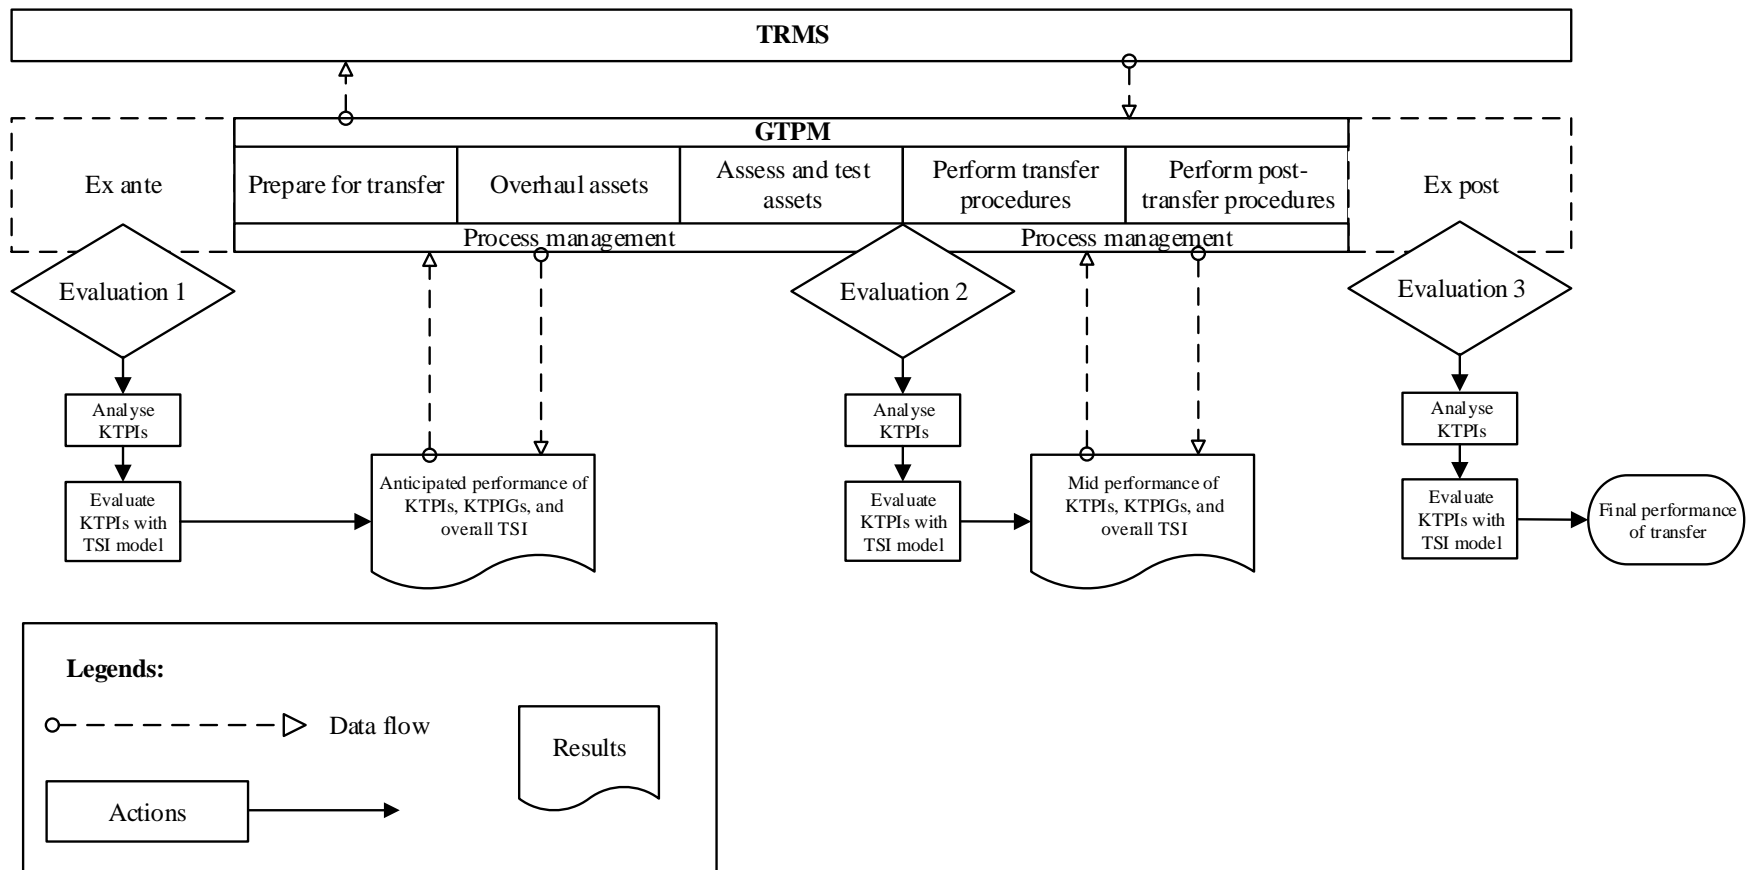 TRMS
GTPM
Ex ante
Prepare for transfer
Overhaul assets
Assess and test
assets
Perform transfer
procedures
Perform post-
transfer procedures
Ex post
Process management
Process management
Evaluation 1
Evaluation 2
Evaluation 3
Analyse
KTPIs
Evaluate
KTPIs with
TSI model
Anticipated performance of
KTPIs, KTPIGs, and
overall TSI
Analyse
KTPIs
Evaluate
KTPIs with
TSI model
Mid performance of
KTPIs, KTPIGs, and
overall TSI
Analyse
KTPIs
Evaluate
KTPIs with
TSI model
Final performance
of transfer
Legends:
Data flow
Results
Actions